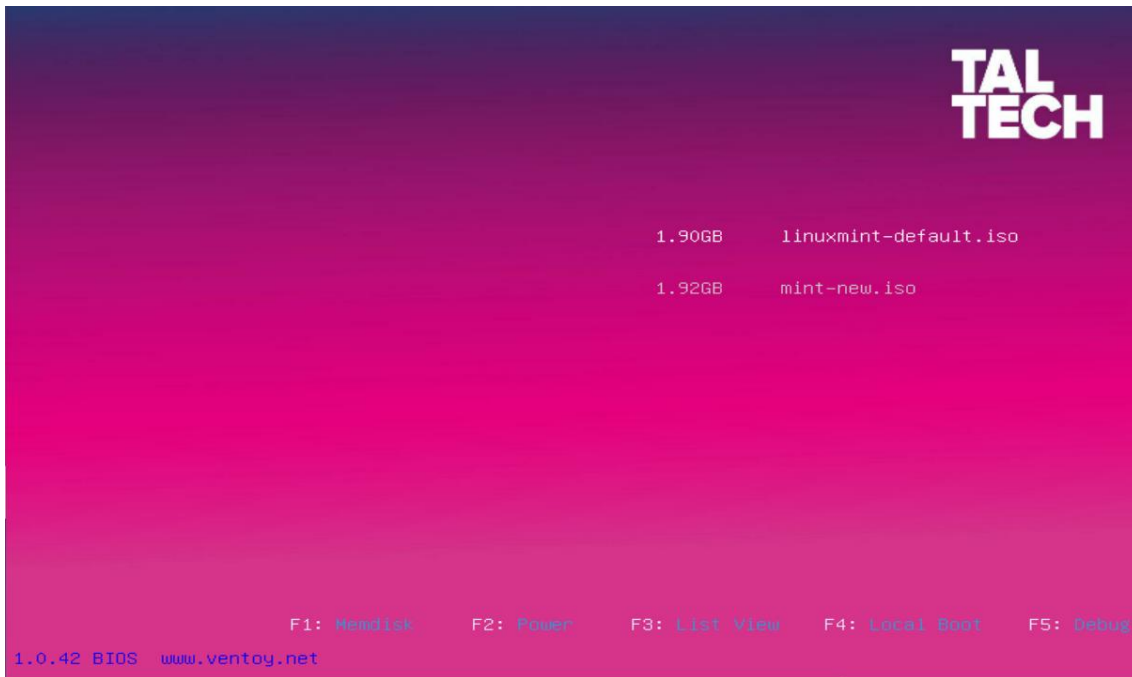 TAL
TECH
1.90GB linuxmint-default.iso
1.92GB mint-new.iso
F1: Memdisk F2: Power F3: List View F4: Local Boot F5: Debug
1.0.42 BIOS www.ventoy.net